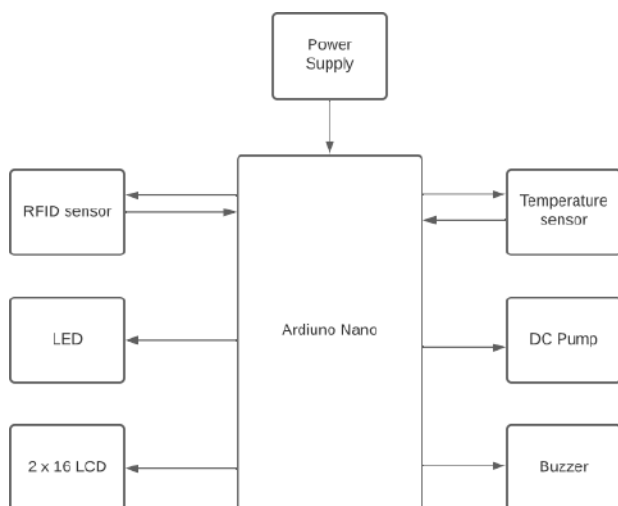 Power
Supply
RFID sensor
Temperature
sensor
LED
Ardiuno Nano
DC Pump
2 x 16 LCD
Buzzer